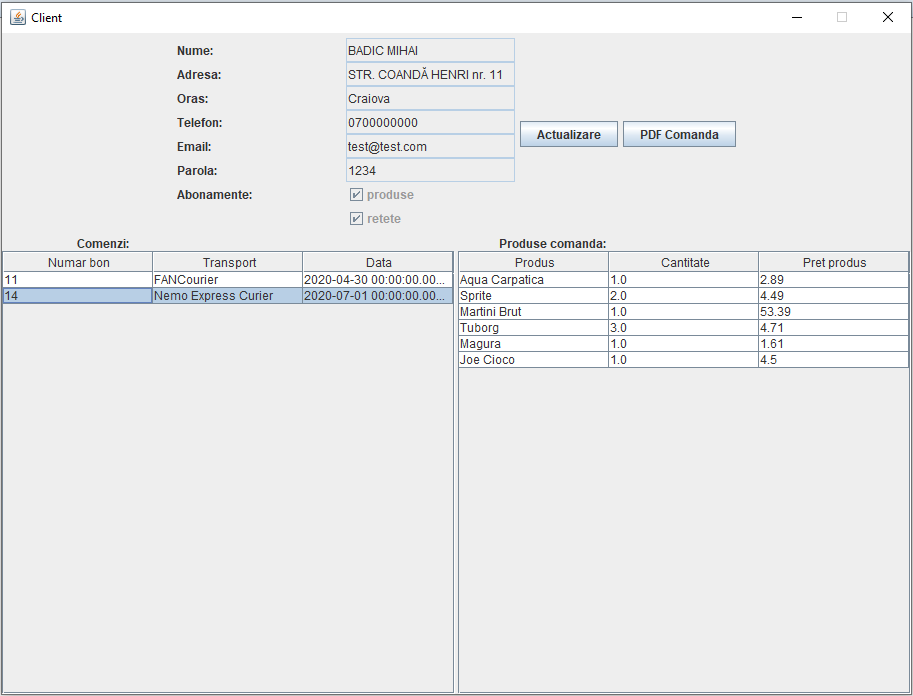 Client
Nume: BADIC MIHAI
Adresa: STR. COANDĂ HENRI nr. 11
Oras: Craiova
Telefon: 0700000000
Email: test@test.com
Parola: 1234
Actualizare PDF Comanda
Abonamente: produse
retete
Comenzi:
Numar bon Transport Data
11 FANCourier 2020-04-30 00:00:00.00...
14 Nemo Express Curier 2020-07-01 00:00:00.00...
Produse comanda:
Produs Cantitate Pret produs
Aqua Carpatica 1.0 2.89
Sprite 2.0 4.49
Martini Brut 1.0 53.39
Tuborg 3.0 4.71
Magura 1.0 1.61
Joe Cioco 1.0 4.5